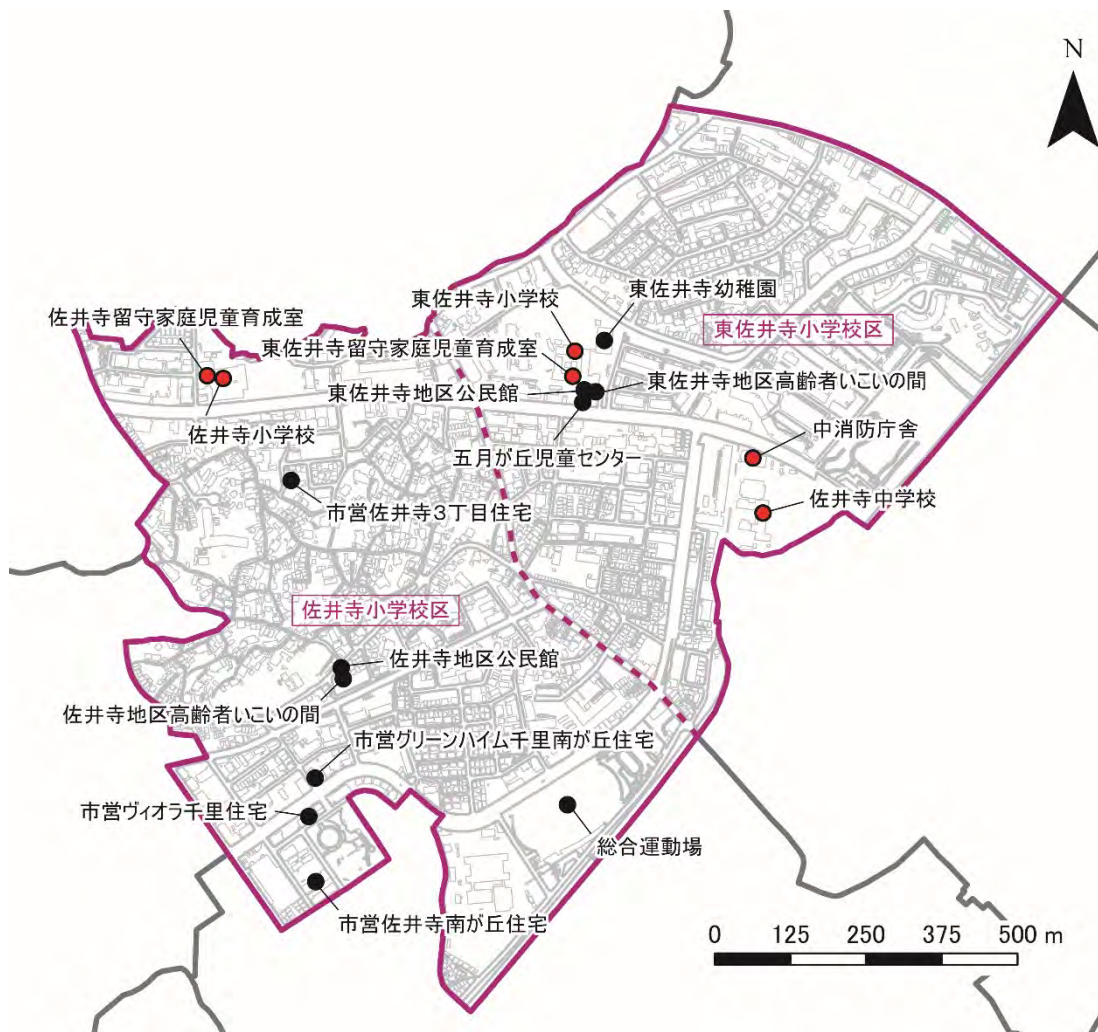 N
東佐井寺幼稚園
東佐井寺小学校
佐井寺留守家庭児童育成室
東佐井寺小学校区
東佐井寺留守家庭児童育成室
東佐井寺地区高齢者いこいの間
東佐井寺地区公民館
佐井寺小学校
中消防庁舎
五月が丘児童センター
佐井寺中学校
市営佐井寺3丁目住宅
佐井寺小学校区
佐井寺地区公民館
佐井寺地区高齢者いこいの間
市営グリーンハイム千里南が丘住宅
市営ヴィオラ千里住宅
総合運動場
市営佐井寺南が丘住宅
0 125 250 375 500 m